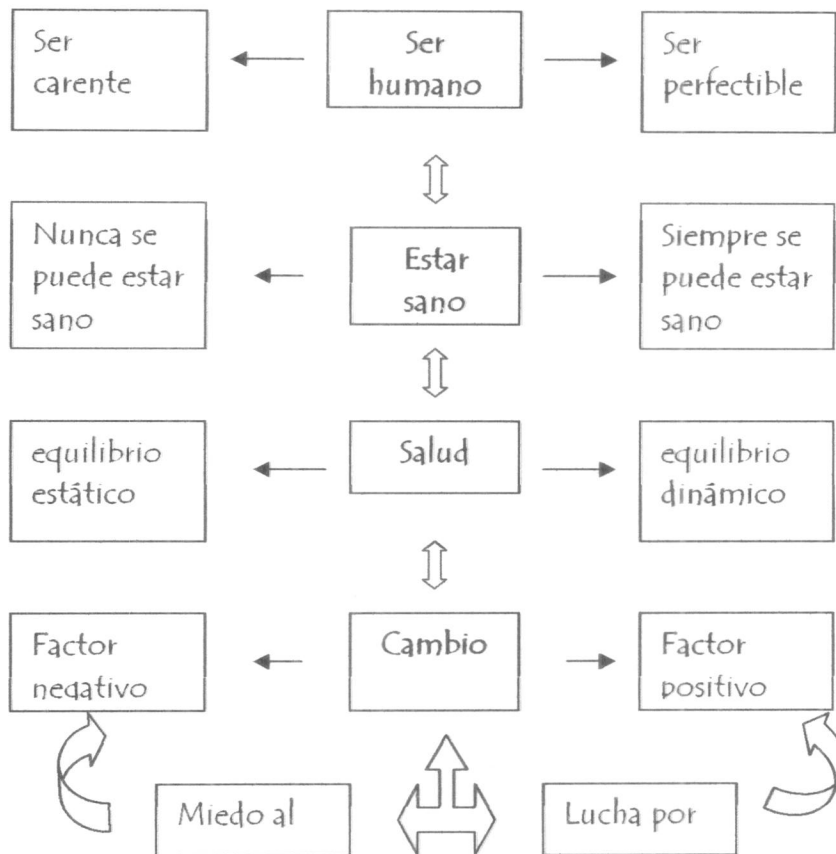 Ser
carente
Ser
humano
Ser
perfectible
Nunca se
puede estar
sano
Estar
sano
Siempre se
puede estar
sano
equilibrio
estático
Salud
equilibrio
dinámico
Factor
negativo
Cambio
Factor
positivo
Miedo al
Lucha por